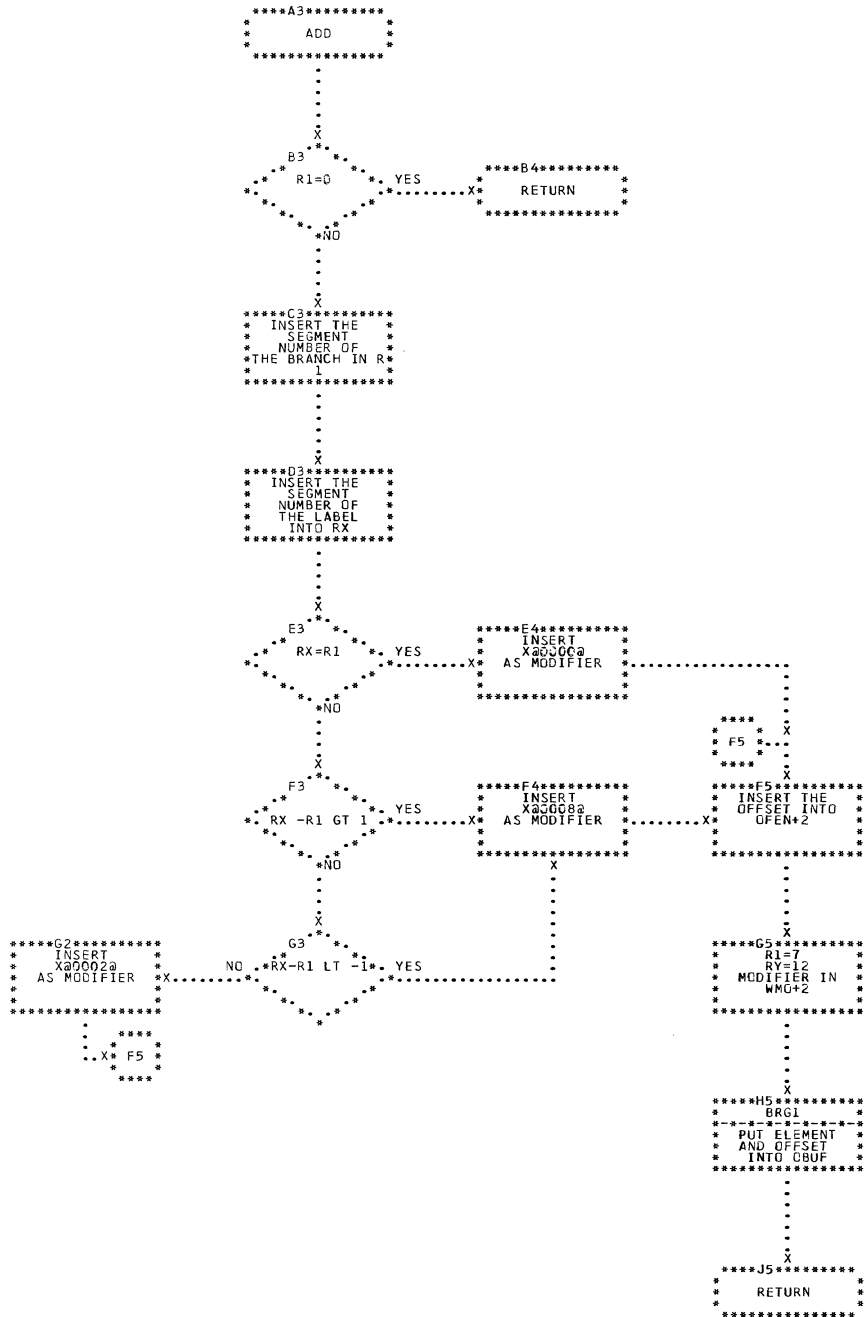 A3
ADD
B3
R1=0
YES
B4
RETURN
NO
C3
INSERT THE
SEGMENT
NUMBER OF
THE BRANCH IN R
1
D3
INSERT THE
SEGMENT
NUMBER OF
THE LABEL
INTO RX
E3
RX=R1
YES
E4
INSERT
X@0000@
AS MODIFIER
NO
F5
F3
RX -R1 GT 1
YES
F4
INSERT
X@0008@
AS MODIFIER
F5
INSERT THE
OFFSET INTO
OFEN+2
NO
G2
INSERT
X@0002@
AS MODIFIER
NO
G3
RX-R1 LT -1
YES
G5
R1=7
RY=12
MODIFIER IN
WMO+2
F5
H5
BRG1
PUT ELEMENT
AND OFFSET
INTO OBUF
J5
RETURN